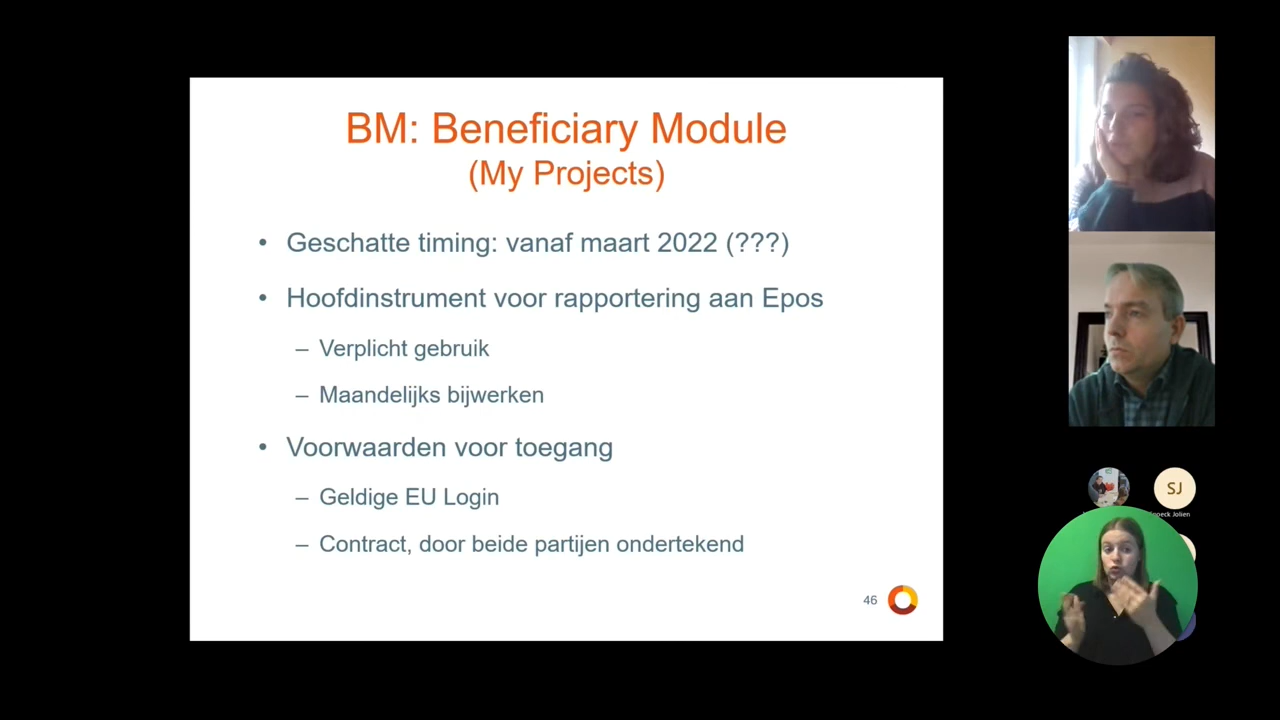 BM: Beneficiary Module
(My Projects)
• Geschatte timing: vanaf maart 2022 (???)
• Hoofdinstrument voor rapportering aan Epos
– Verplicht gebruik
– Maandelijks bijwerken
• Voorwaarden voor toegang
– Geldige EU Login
– Contract, door beide partijen ondertekend
46
SJ
Jolien